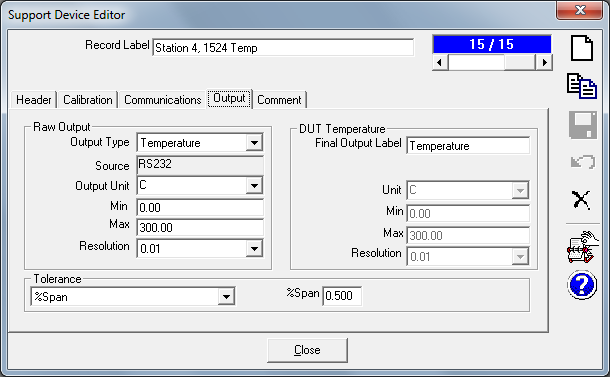 Support Device Editor
Record Label Station 4, 1524 Temp
15 / 15
Header Calibration Communications Output Comment
Raw Output
Output Type Temperature
Source RS232
Output Unit C
Min 0.00
Max 300.00
Resolution 0.01
DUT Temperature
Final Output Label Temperature
Unit C
Min 0.00
Max 300.00
Resolution 0.01
Tolerance
%Span %Span 0.500
Close